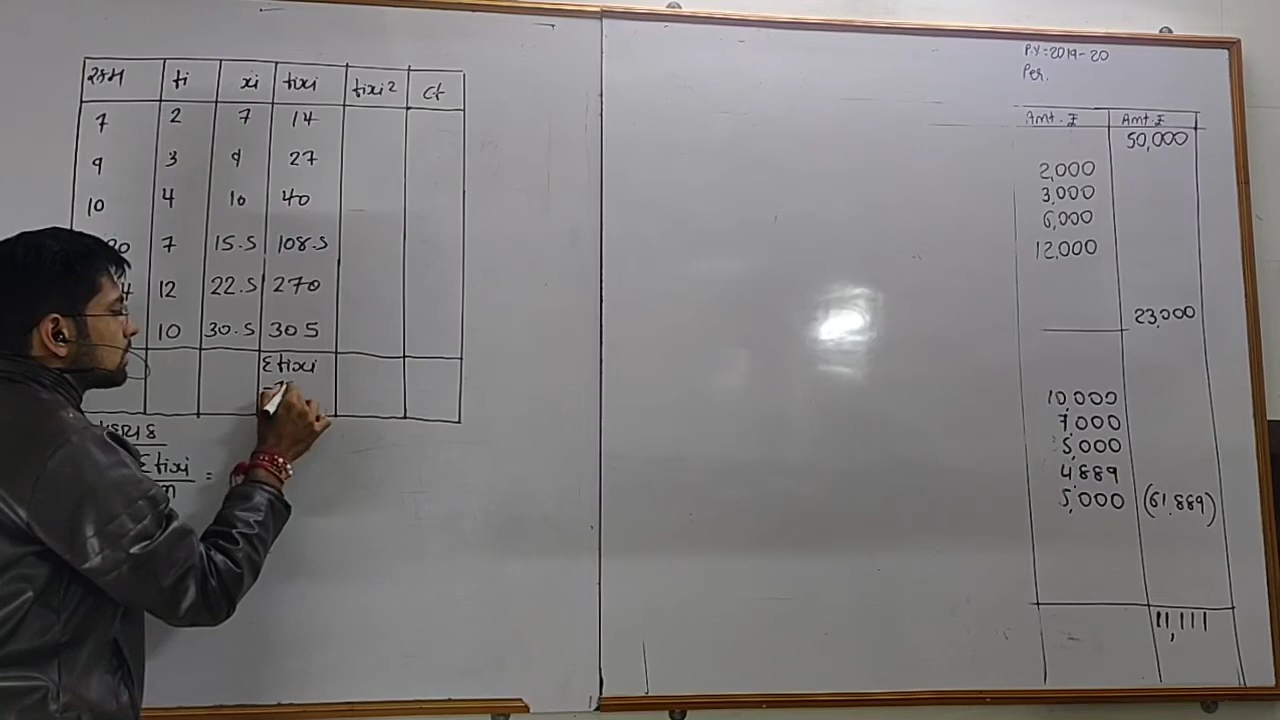 રકમ fi xi fixi fixi² cf
7 2 7 14
9 3 9 27
10 4 10 40
7 15.5 108.5
12 22.5 270
10 30.5 305
Σfixi
Σfixi
=
n
P.Y:2019-20
Per.
Amt. ₹ Amt. ₹
50,000
2,000
3,000
6,000
12,000
23,000
10,000
7,000
5,000
4,889
5,000 (61,889)
11,111